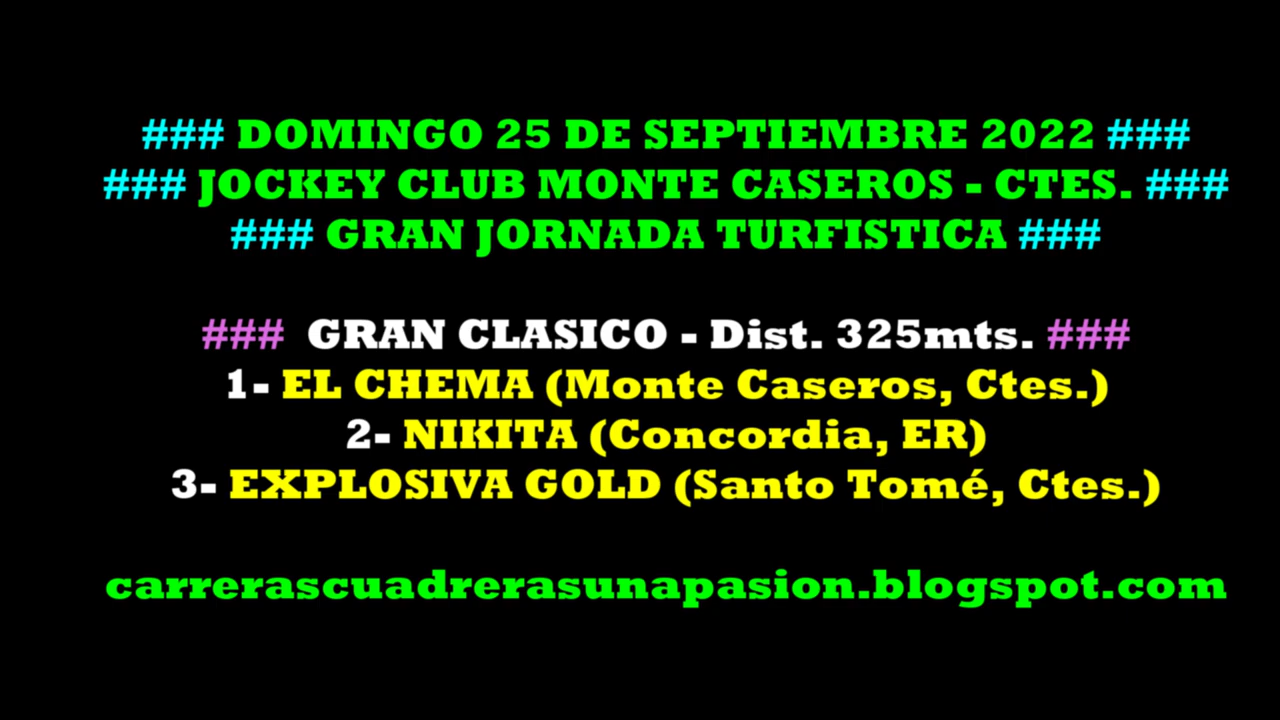 ### DOMINGO 25 DE SEPTIEMBRE 2022 ###
### JOCKEY CLUB MONTE CASEROS - CTES. ###
### GRAN JORNADA TURFISTICA ###
### GRAN CLASICO - Dist. 325mts. ###
1- EL CHEMA (Monte Caseros, Ctes.)
2- NIKITA (Concordia, ER)
3- EXPLOSIVA GOLD (Santo Tomé, Ctes.)
carrerascuadrerasunapasion.blogspot.com